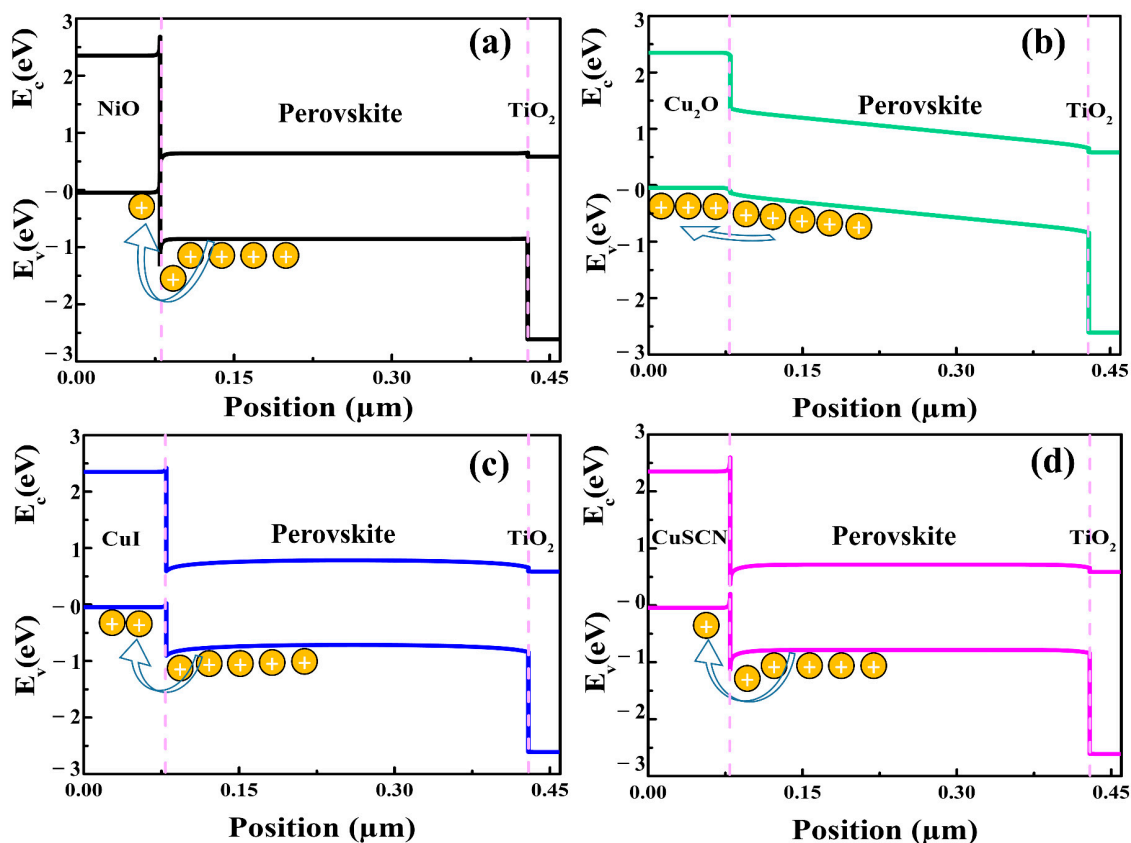 (a)
E_c(eV)
E_v(eV)
3
2
1
−0
−1
−2
−3
NiO
Perovskite
TiO₂
+ + + + + +
0.00 0.15 0.30 0.45
Position (μm)
(b)
E_c(eV)
E_v(eV)
3
2
1
−0
−1
−2
−3
Cu₂O
Perovskite
TiO₂
+ + + + + + + +
0.00 0.15 0.30 0.45
Position (μm)
(c)
E_c(eV)
E_v(eV)
3
2
1
−0
−1
−2
−3
CuI
Perovskite
TiO₂
+ + + + + + +
0.00 0.15 0.30 0.45
Position (μm)
(d)
E_c(eV)
E_v(eV)
3
2
1
−0
−1
−2
−3
CuSCN
Perovskite
TiO₂
+ + + + + +
0.00 0.15 0.30 0.45
Position (μm)